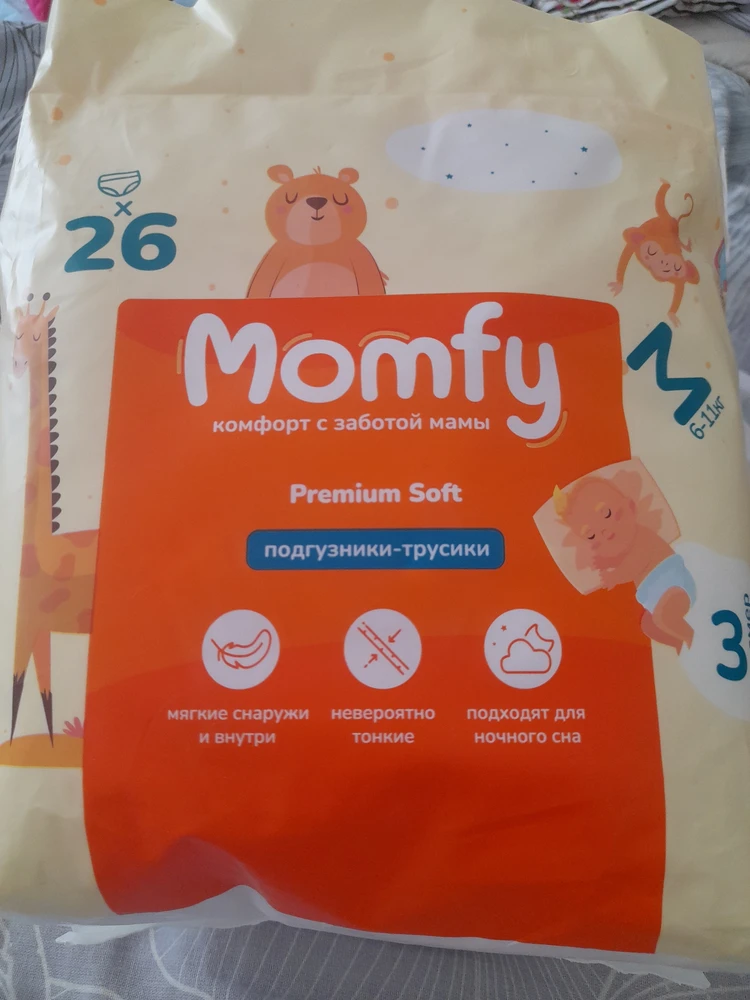 x
26
Momfy
комфорт с заботой мамы
M
6-11кг
Premium Soft
подгузники-трусики
3
мягкие снаружи
и внутри
невероятно
тонкие
подходят для
ночного сна